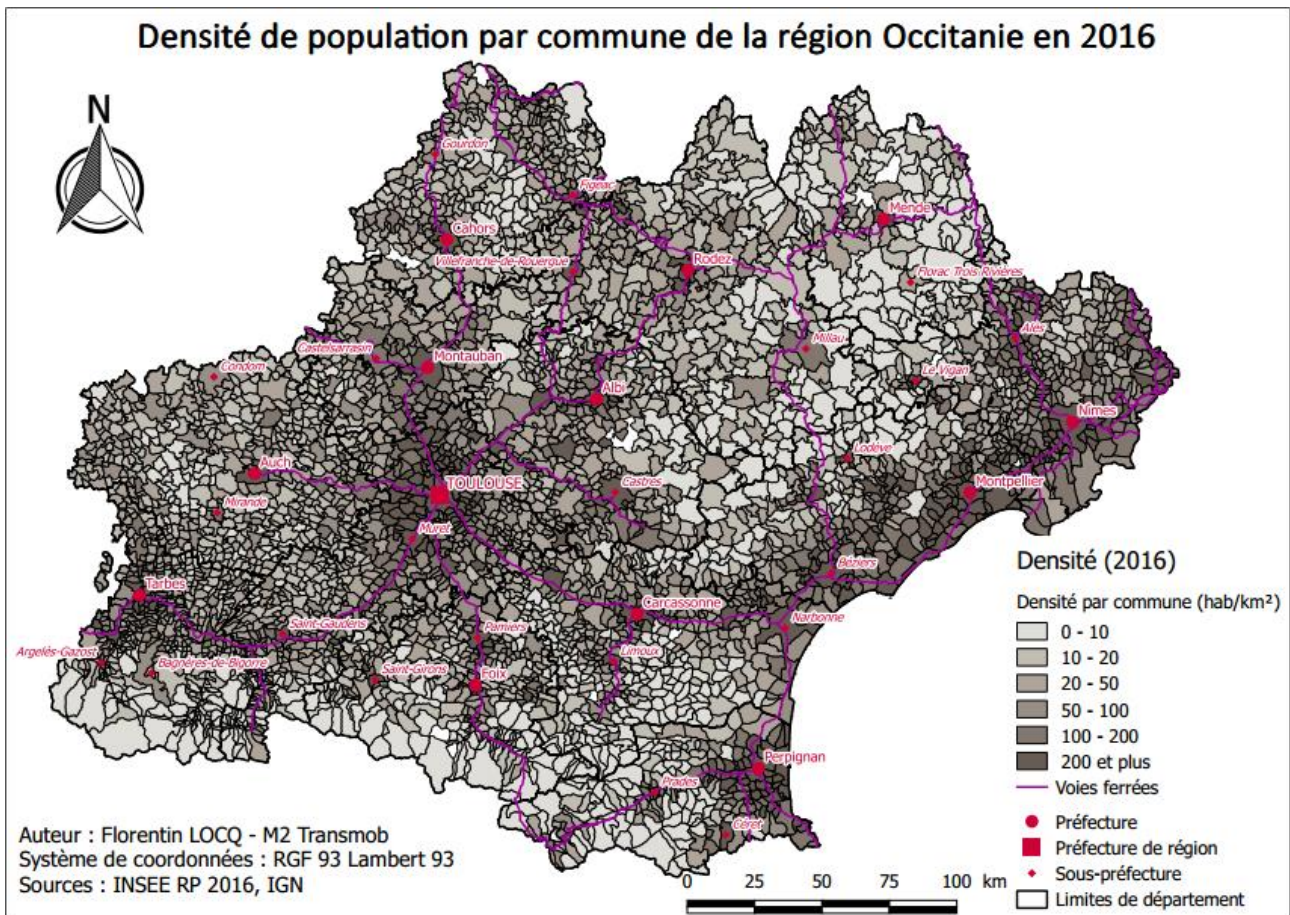 Densité de population par commune de la région Occitanie en 2016
N
Gourdon
Figeac
Cahors
Mende
Villefranche-de-Rouergue
Rodez
Florac Trois Rivières
Alès
Castelsarrasin
Millau
Montauban
Condom
Le Vigan
Albi
Nîmes
Lodève
Auch
TOULOUSE
Castres
Montpellier
Mirande
Muret
Béziers
Tarbes
Carcassonne
Narbonne
Saint-Gaudens
Pamiers
Argelès-Gazost
Bagnères-de-Bigorre
Limoux
Saint-Girons
Foix
Perpignan
Prades
Céret
Densité (2016)
Densité par commune (hab/km²)
0 - 10
10 - 20
20 - 50
50 - 100
100 - 200
200 et plus
Voies ferrées
Préfecture
Préfecture de région
Sous-préfecture
Limites de département
Auteur : Florentin LOCQ - M2 Transmob
Système de coordonnées : RGF 93 Lambert 93
Sources : INSEE RP 2016, IGN
0 25 50 75 100 km